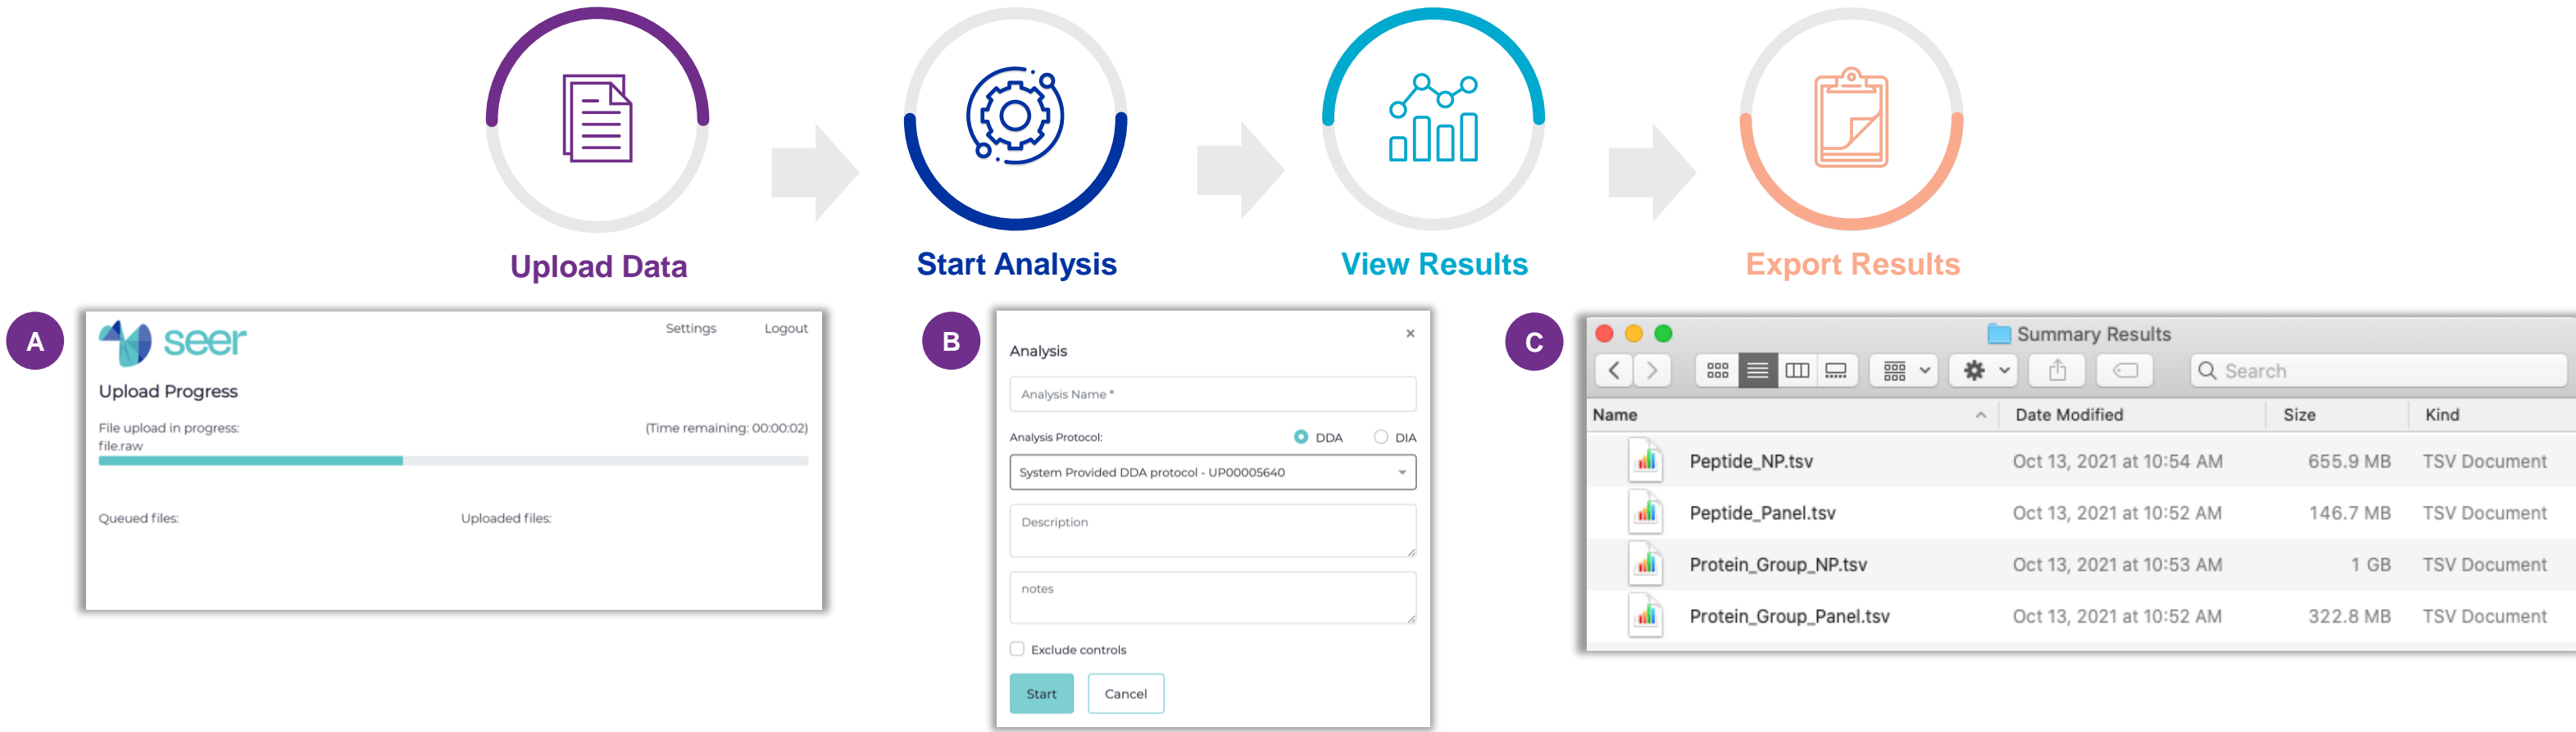 Upload Data
Start Analysis
View Results
Export Results
A
seer
Settings
Logout
Upload Progress
File upload in progress:
(Time remaining: 00:00:02)
file.raw
Queued files:
Uploaded files:
B
×
Analysis
Analysis Name *
Analysis Protocol:
DDA
DIA
System Provided DDA protocol - UP00005640
Description
notes
Exclude controls
Start
Cancel
C
Summary Results
Search
Name
Date Modified
Size
Kind
Peptide_NP.tsv Oct 13, 2021 at 10:54 AM 655.9 MB TSV Document
Peptide_Panel.tsv Oct 13, 2021 at 10:52 AM 146.7 MB TSV Document
Protein_Group_NP.tsv Oct 13, 2021 at 10:53 AM 1 GB TSV Document
Protein_Group_Panel.tsv Oct 13, 2021 at 10:52 AM 322.8 MB TSV Document